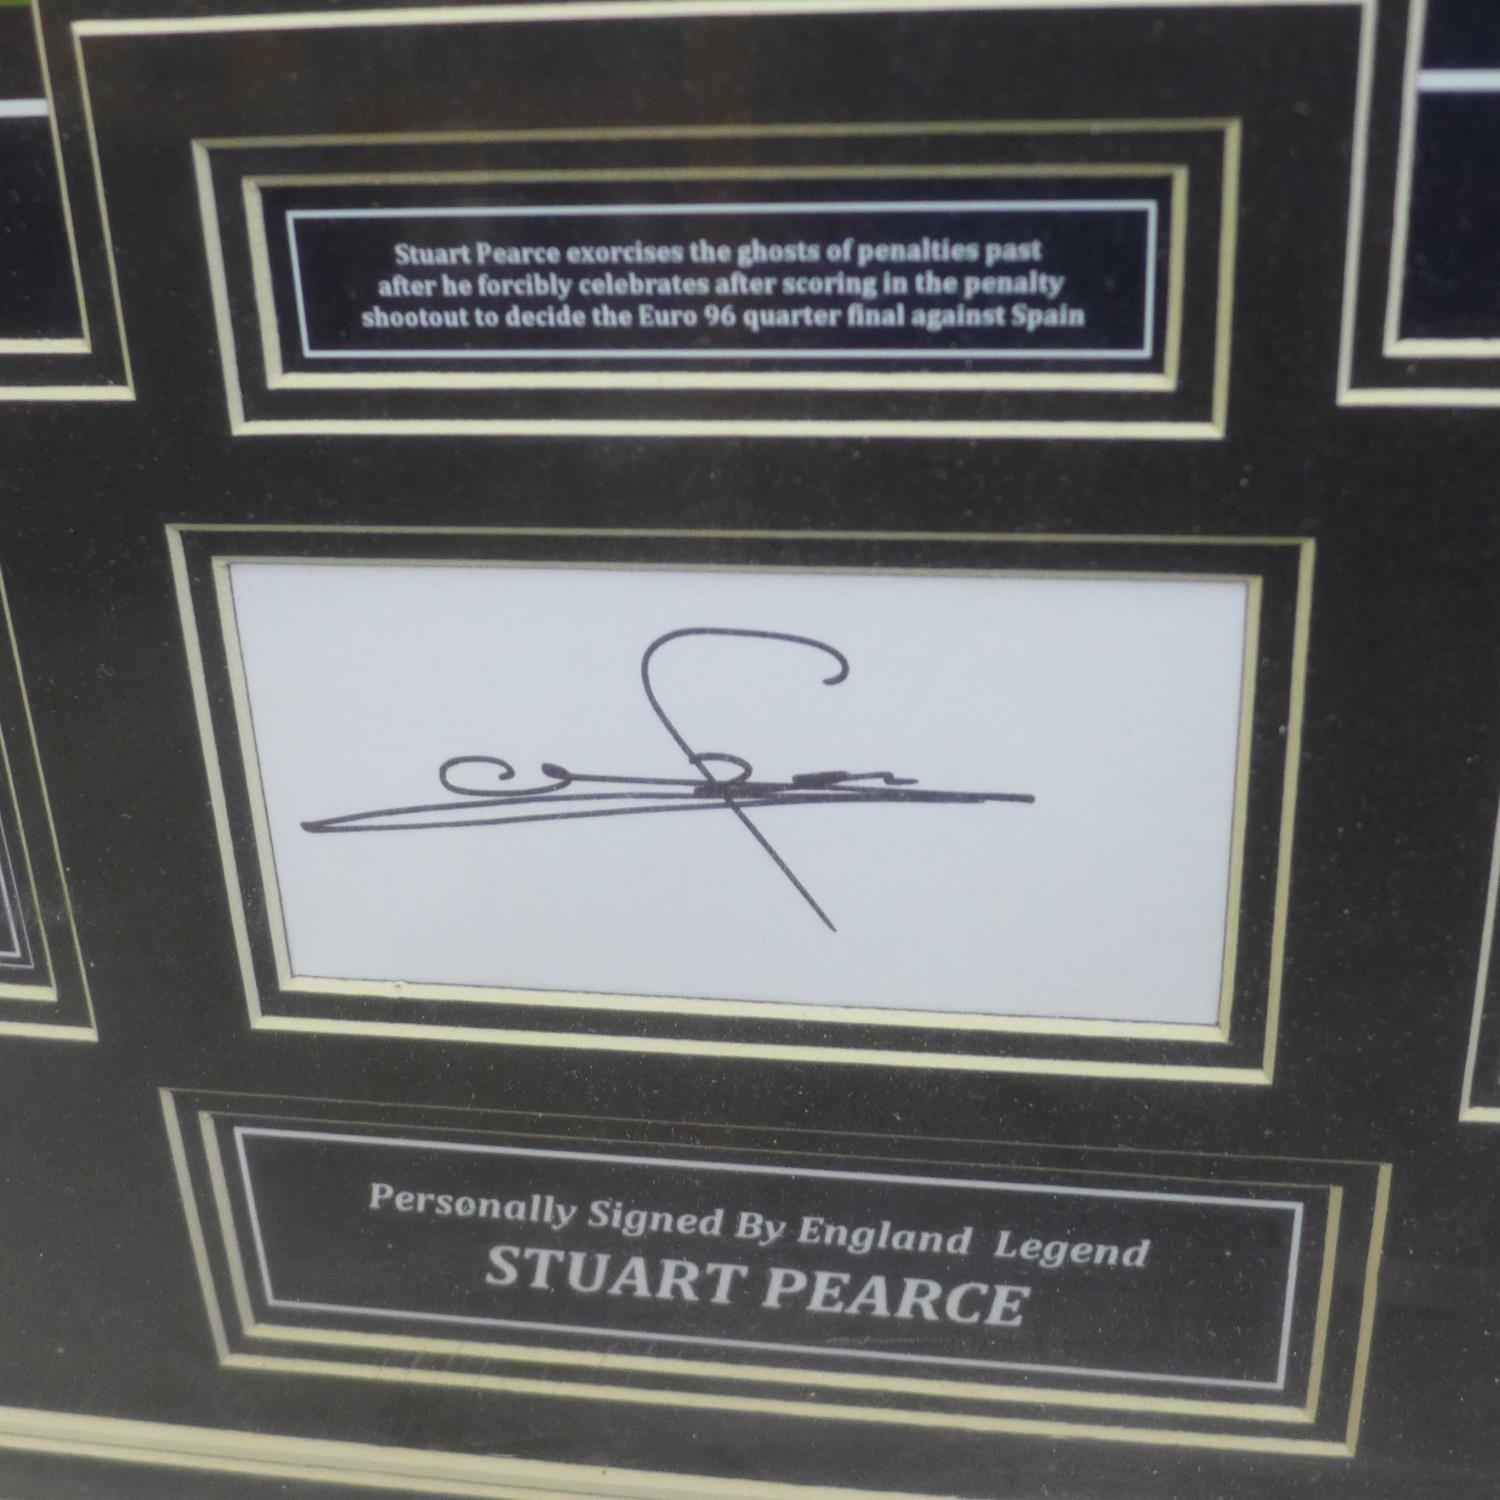 Stuart Pearce exorcises the ghosts of penalties past
after he forcibly celebrates after scoring in the penalty
shootout to decide the Euro 96 quarter final against Spain
Personally Signed By England Legend
STUART PEARCE